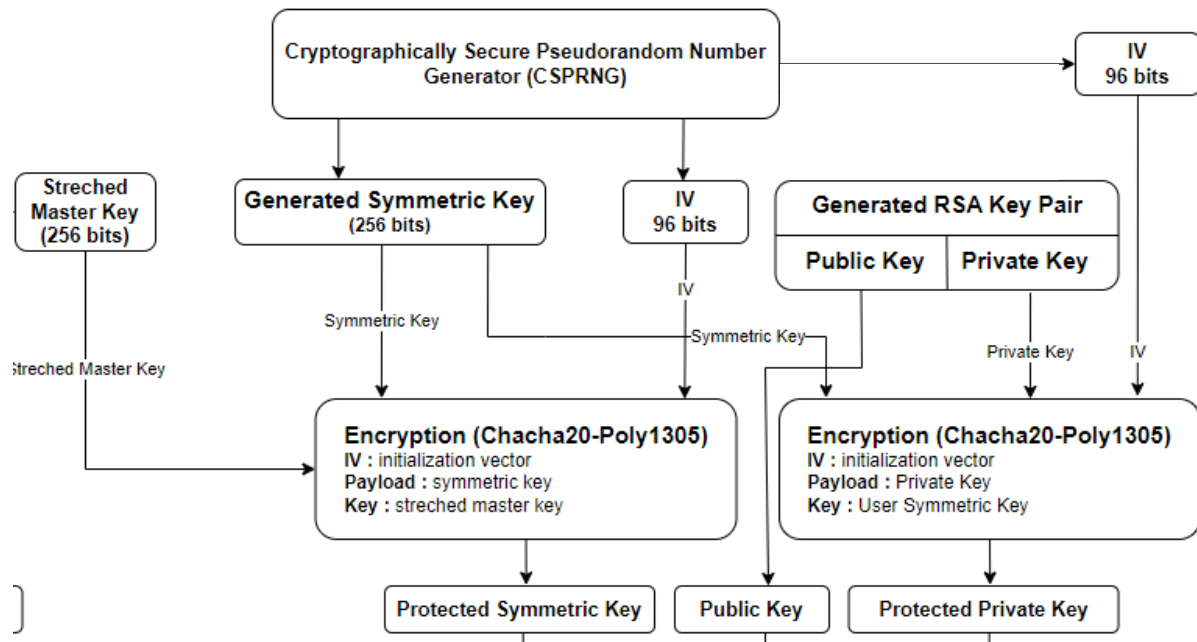 Cryptographically Secure Pseudorandom Number
Generator (CSPRNG)
IV
96 bits
Streched
Master Key
(256 bits)
Generated Symmetric Key
(256 bits)
IV
96 bits
Generated RSA Key Pair
Public Key
Private Key
IV
Symmetric Key
Symmetric Key
Private Key
IV
Streched Master Key
Encryption (Chacha20-Poly1305)
IV : initialization vector
Payload : symmetric key
Key : streched master key
Encryption (Chacha20-Poly1305)
IV : initialization vector
Payload : Private Key
Key : User Symmetric Key
Protected Symmetric Key
Public Key
Protected Private Key